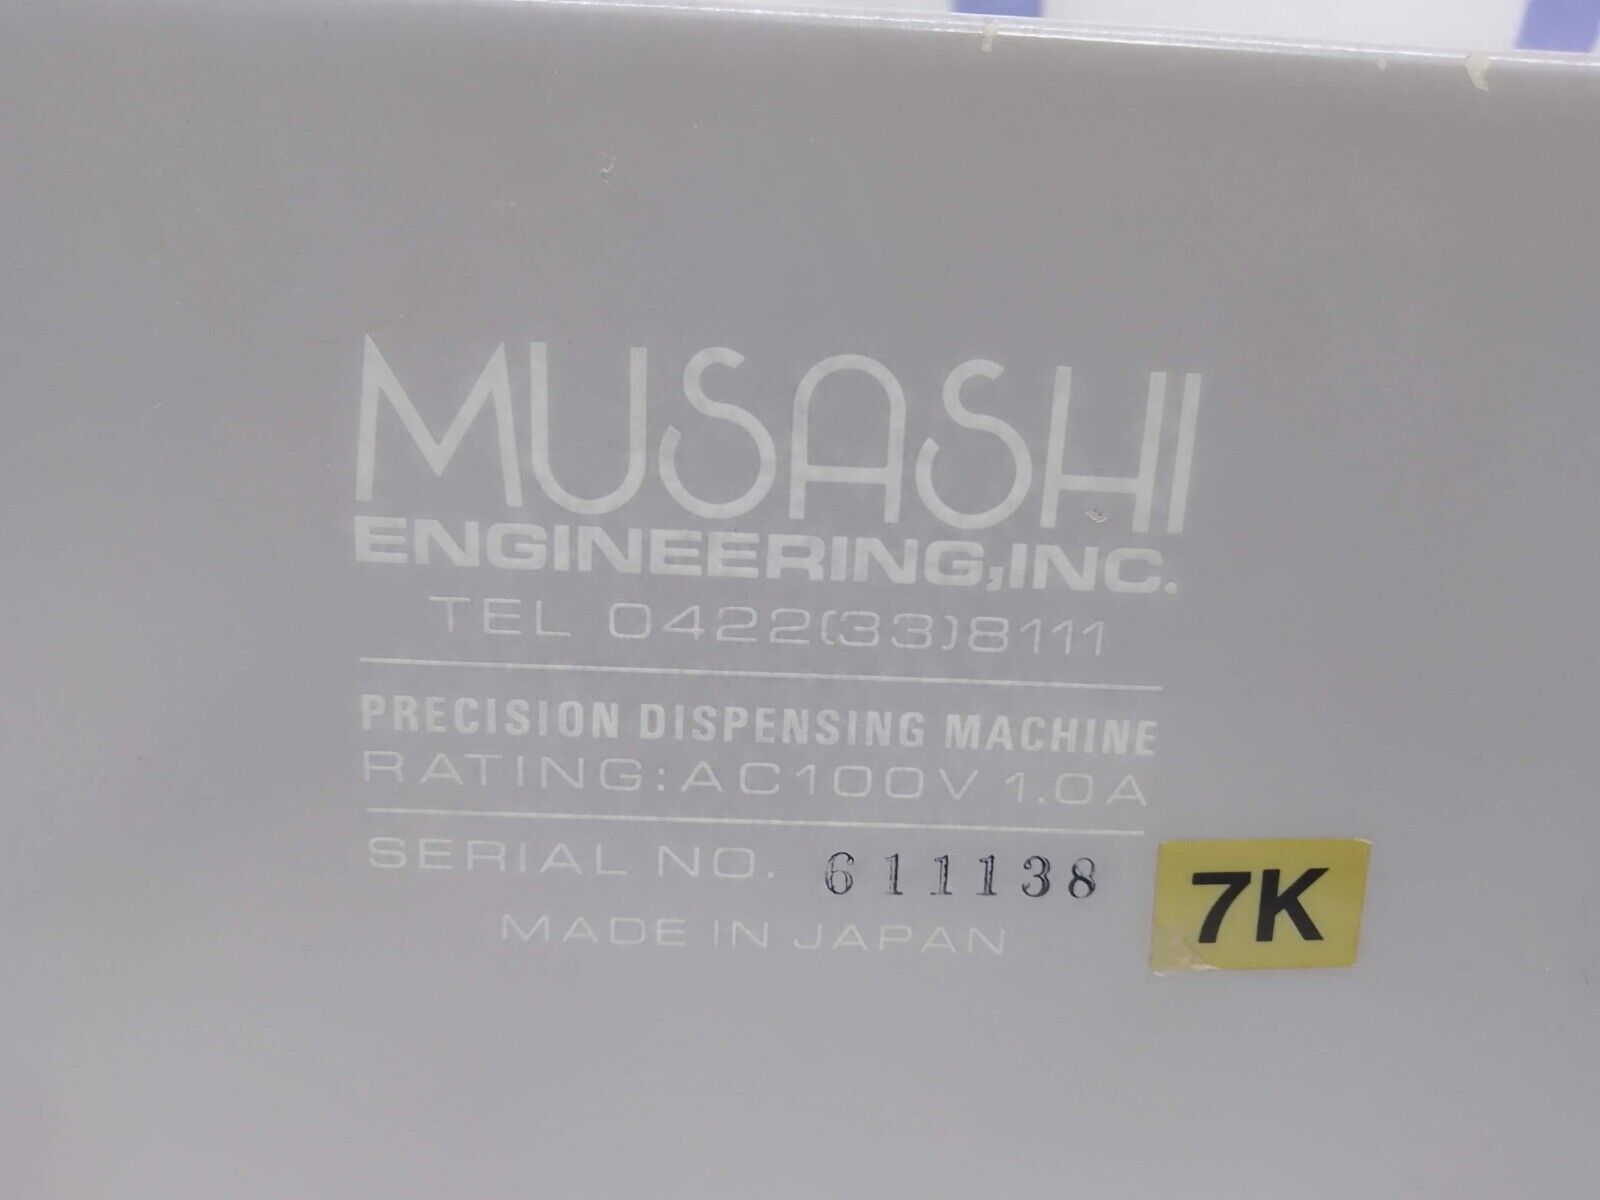 MUSASHI
ENGINEERING,INC.
TEL 0422(33)8111
PRECISION DISPENSING MACHINE
RATING:AC100V 1.0A
SERIAL NO. 611138
7K
MADE IN JAPAN